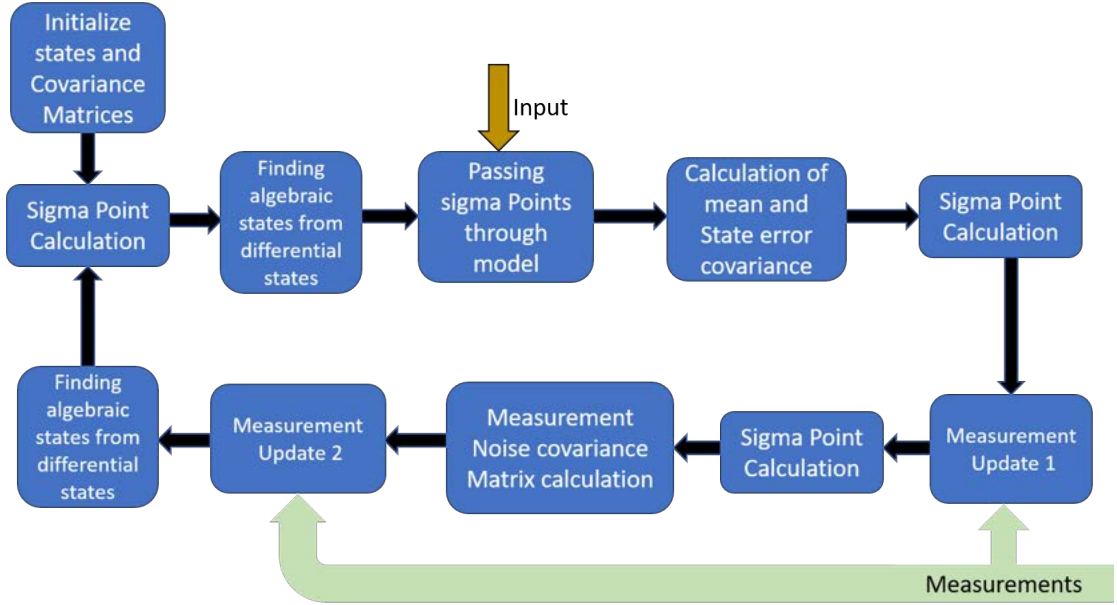 Initialize
states and
Covariance
Matrices
Input
Sigma Point
Calculation
Finding
algebraic
states from
differential
states
Passing
sigma Points
through
model
Calculation of
mean and
State error
covariance
Sigma Point
Calculation
Measurement
Update 1
Sigma Point
Calculation
Measurement
Noise covariance
Matrix calculation
Measurement
Update 2
Finding
algebraic
states from
differential
states
Measurements